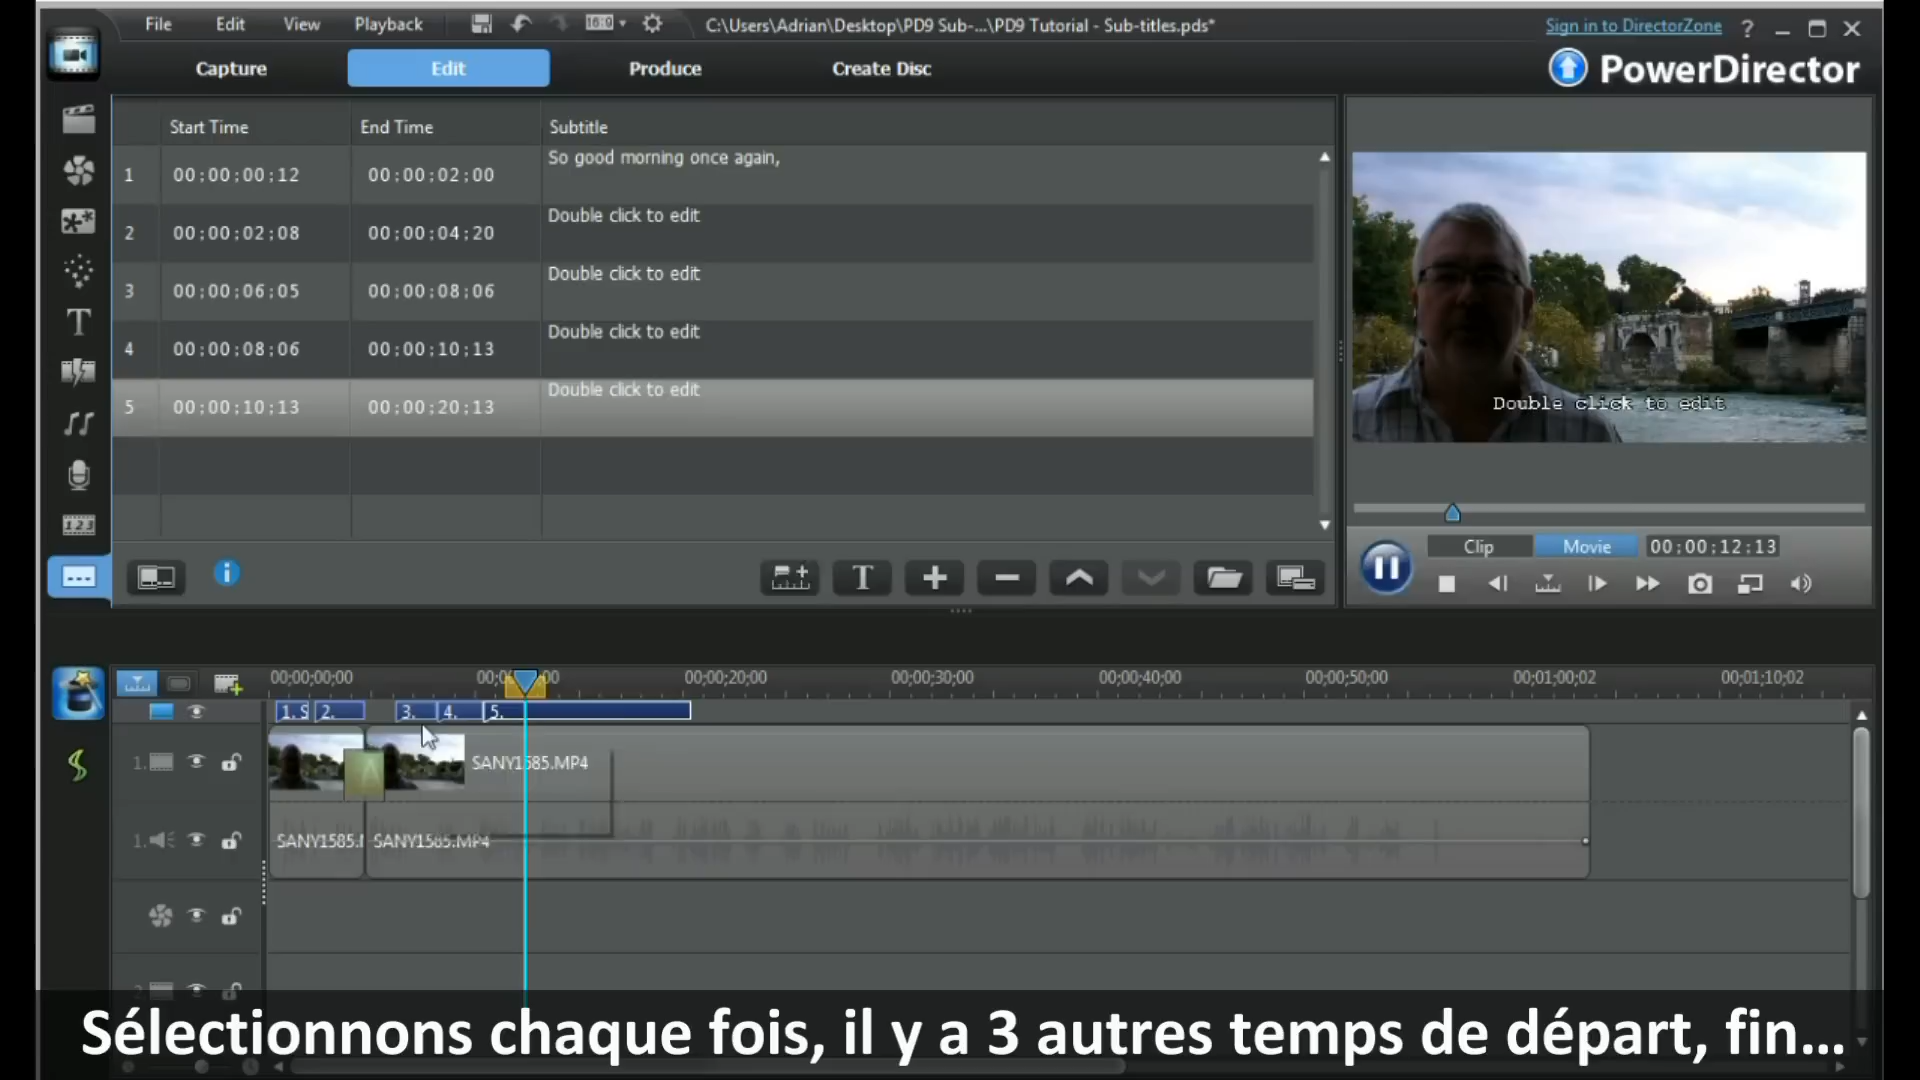 File Edit View Playback 16:9 C:\Users\Adrian\Desktop\PD9 Sub-...\PD9 Tutorial - Sub-titles.pds* Sign in to DirectorZone ?
Capture Edit Produce Create Disc PowerDirector
Start Time End Time Subtitle
1 00;00;00;12 00;00;02;00 So good morning once again,
2 00;00;02;08 00;00;04;20 Double click to edit
3 00;00;06;05 00;00;08;06 Double click to edit
4 00;00;08;06 00;00;10;13 Double click to edit
5 00;00;10;13 00;00;20;13 Double click to edit
Double click to edit
Clip Movie 00;00;12;13
00;00;00;00 00;00;20;00 00;00;30;00 00;00;40;00 00;00;50;00 00;01;00;02 00;01;10;02
1. S 2. 3. 4. 5.
1. SANY1585.MP4
1. SANY1585.M SANY1585.MP4
2.
Sélectionnons chaque fois, il y a 3 autres temps de départ, fin...